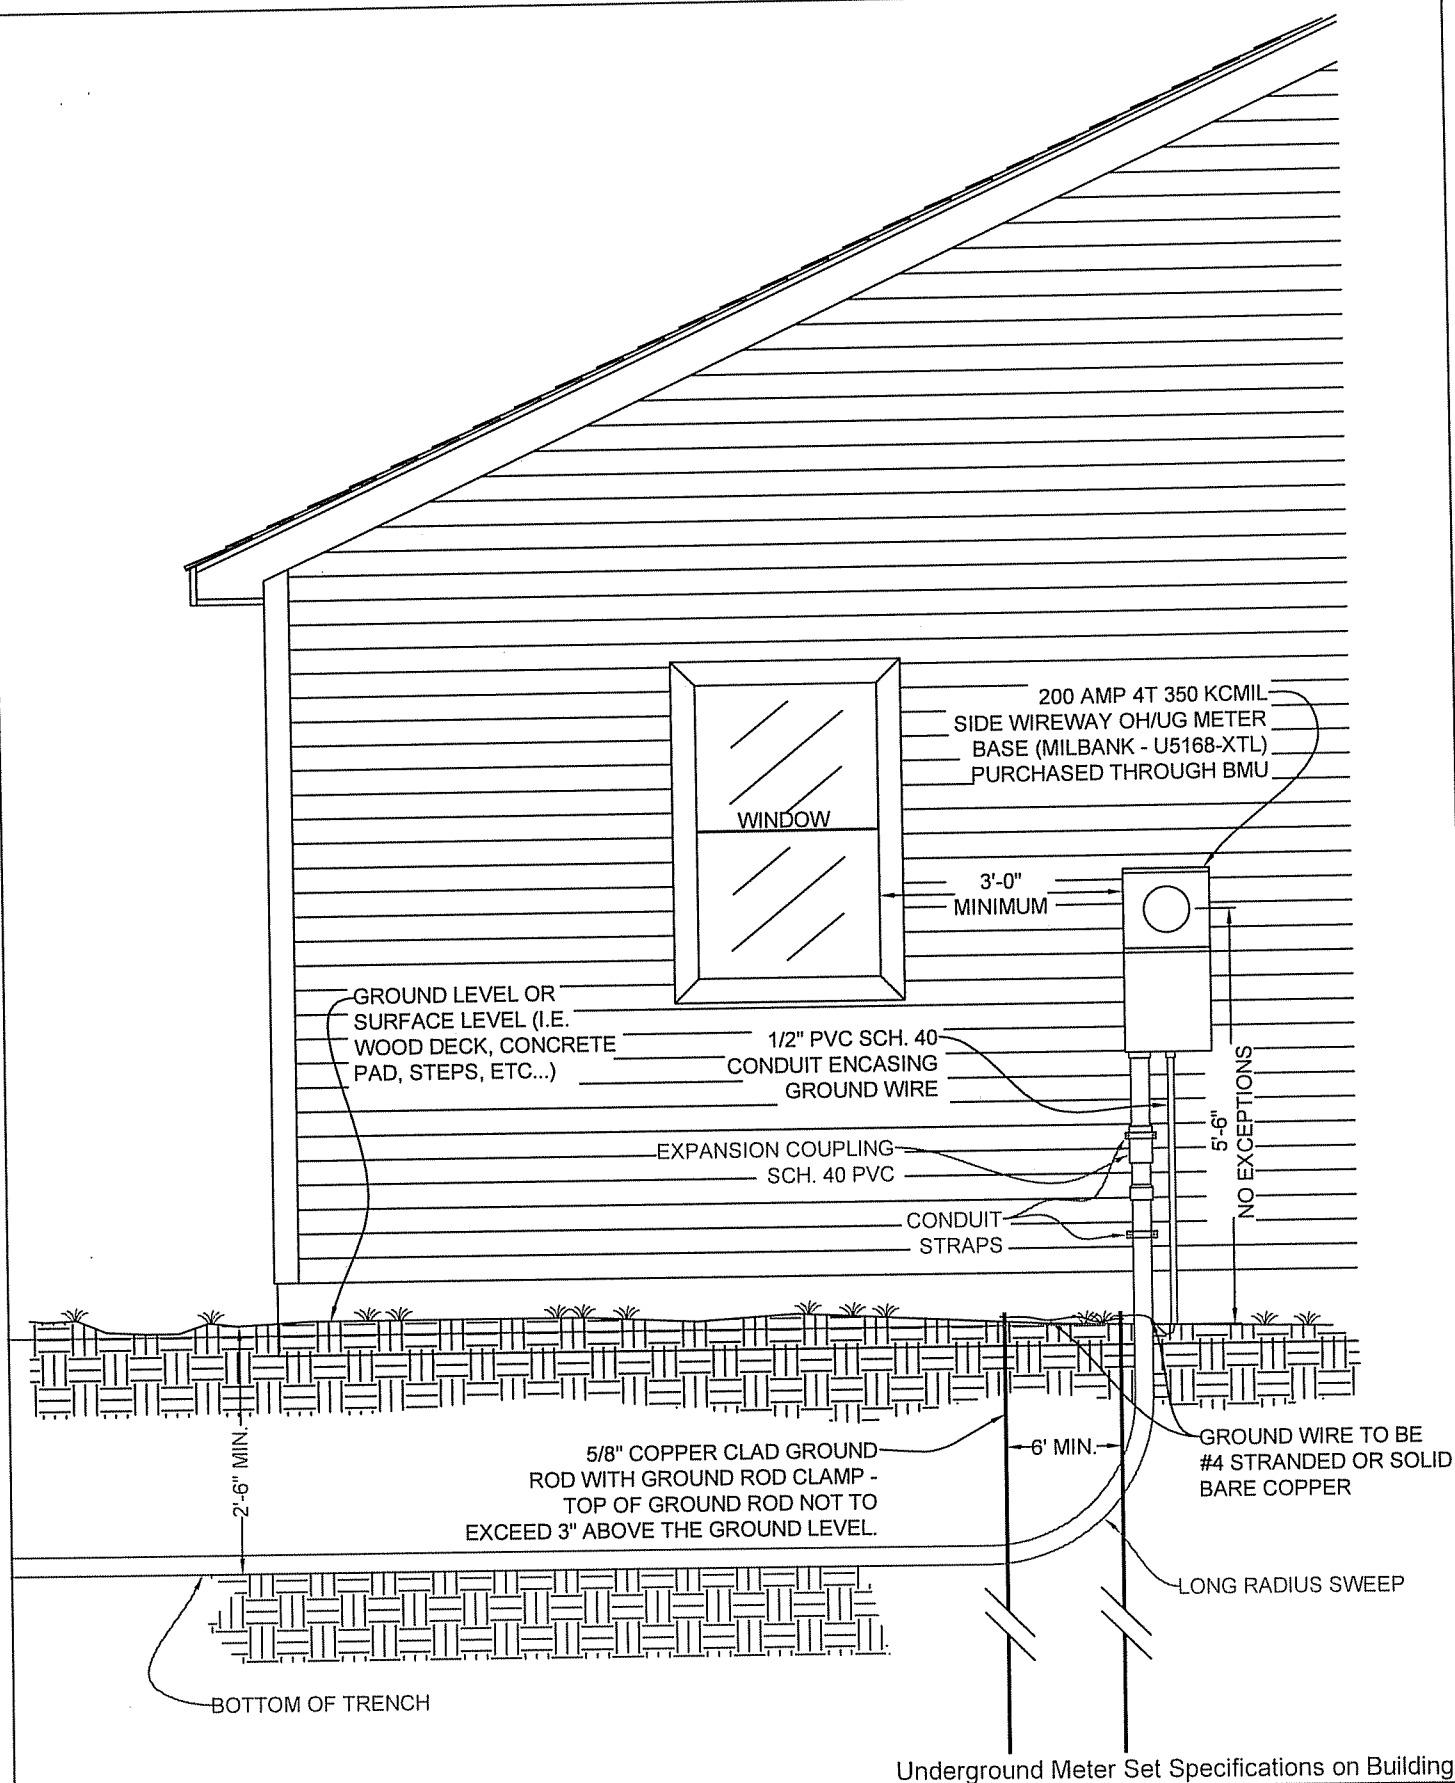 200 AMP 4T 350 KCMIL
SIDE WIREWAY OH/UG METER
BASE (MILBANK - U5168-XTL)
PURCHASED THROUGH BMU
WINDOW
3'-0"
MINIMUM
GROUND LEVEL OR
SURFACE LEVEL (I.E.
WOOD DECK, CONCRETE
PAD, STEPS, ETC...)
1/2" PVC SCH. 40
CONDUIT ENCASING
GROUND WIRE
5'-6"
NO EXCEPTIONS
EXPANSION COUPLING
SCH. 40 PVC
CONDUIT
STRAPS
2'-6" MIN.
5/8" COPPER CLAD GROUND
ROD WITH GROUND ROD CLAMP -
TOP OF GROUND ROD NOT TO
EXCEED 3" ABOVE THE GROUND LEVEL.
6' MIN.
GROUND WIRE TO BE
#4 STRANDED OR SOLID
BARE COPPER
LONG RADIUS SWEEP
BOTTOM OF TRENCH
Underground Meter Set Specifications on Building